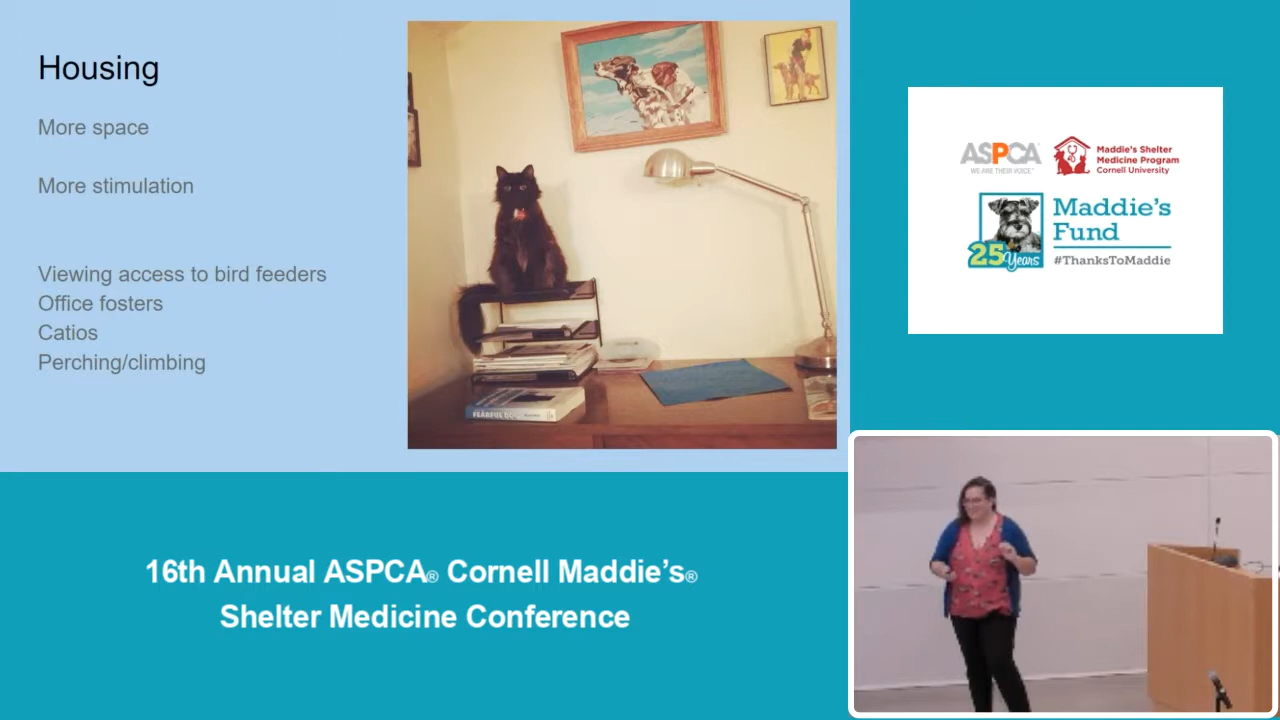 Housing
More space
More stimulation
Viewing access to bird feeders
Office fosters
Catios
Perching/climbing
FEARFUL DOG
ASPCA
WE ARE THEIR VOICE.
Maddie's Shelter
Medicine Program
Cornell University
25 Years
Maddie's
Fund
#ThanksToMaddie
16th Annual ASPCA® Cornell Maddie's®
Shelter Medicine Conference